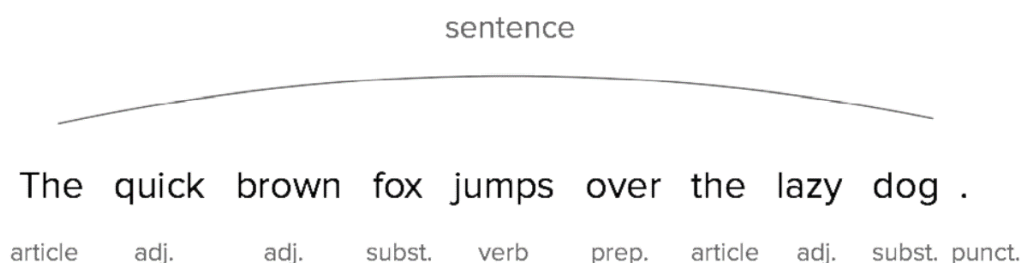 sentence
The quick brown fox jumps over the lazy dog .
article adj. adj. subst. verb prep. article adj. subst. punct.